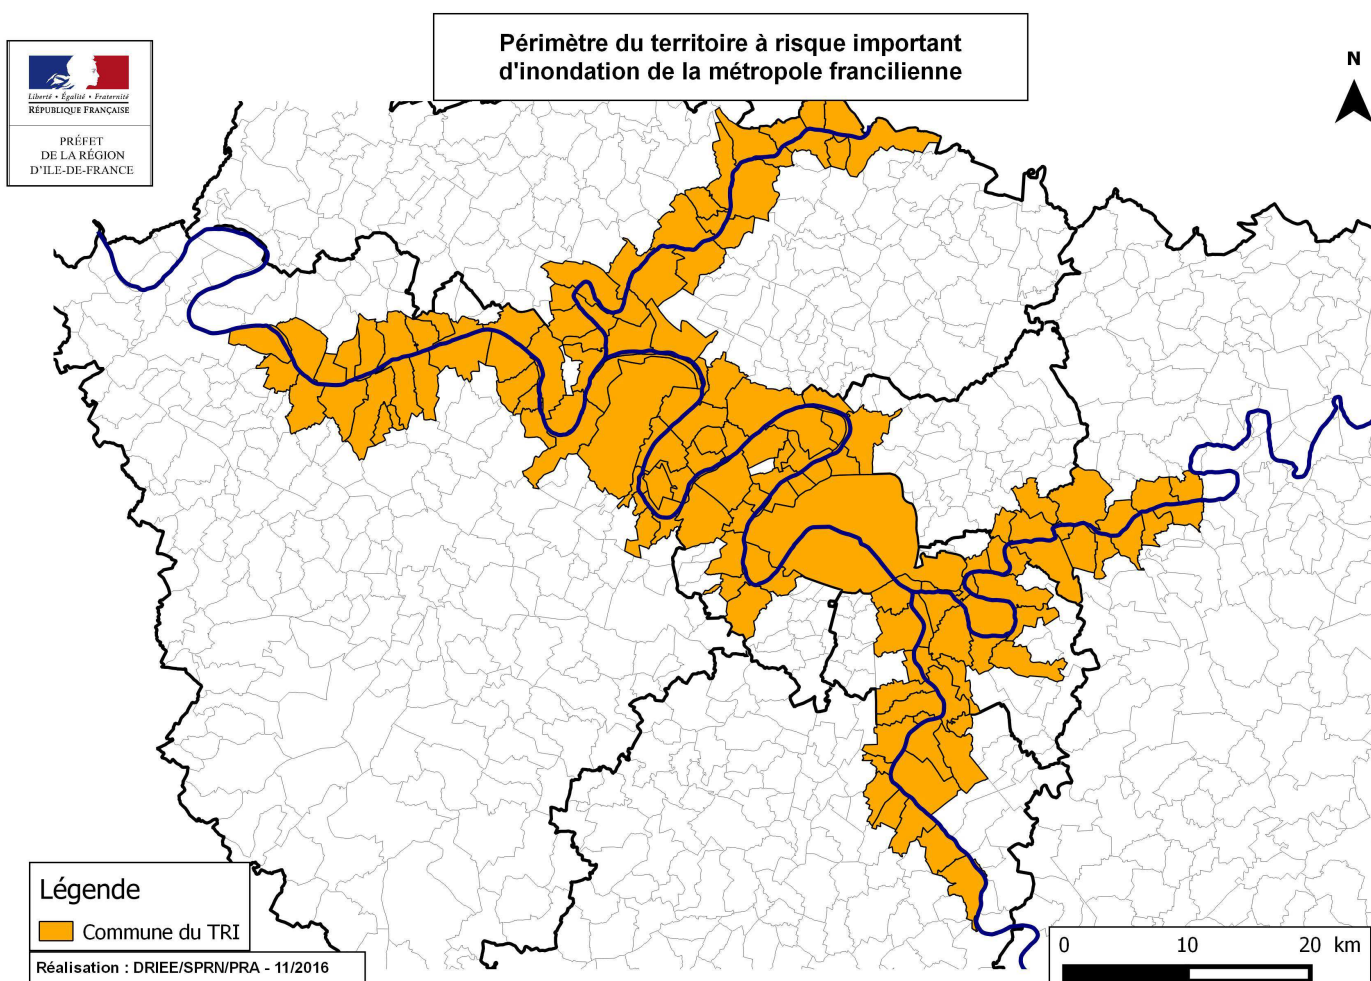 Périmètre du territoire à risque important
d'inondation de la métropole francilienne
N
Liberté • Égalité • Fraternité
RÉPUBLIQUE FRANÇAISE
PRÉFET
DE LA RÉGION
D'ILE-DE-FRANCE
Légende
Commune du TRI
Réalisation : DRIEE/SPRN/PRA - 11/2016
0 10 20 km